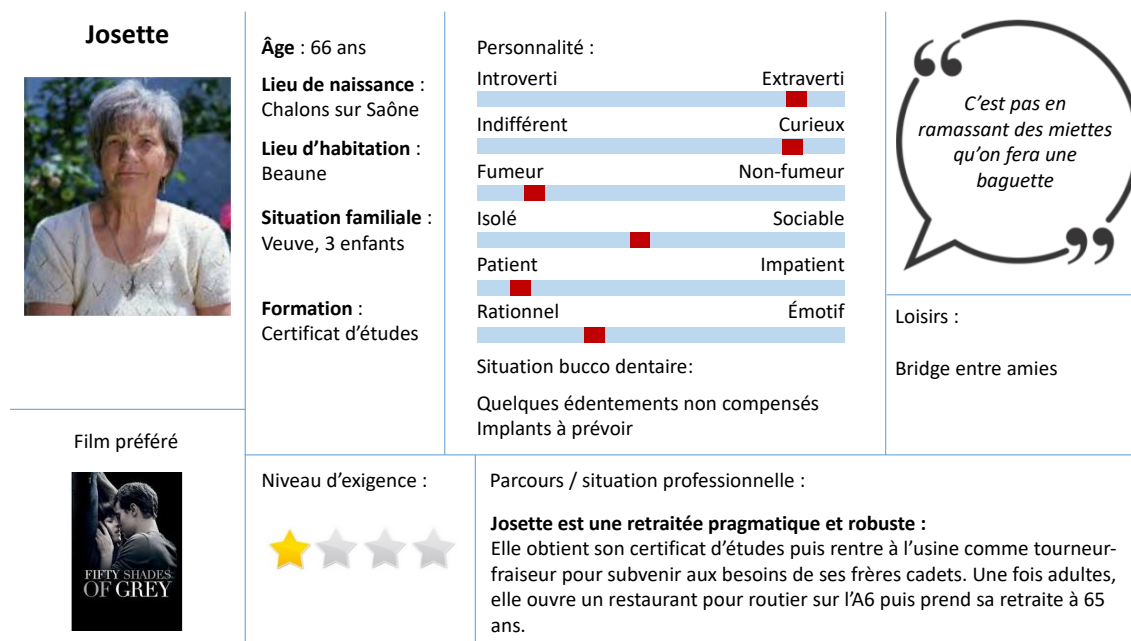 Josette
Âge : 66 ans
Lieu de naissance :
Chalons sur Saône
Lieu d’habitation :
Beaune
Situation familiale :
Veuve, 3 enfants
Formation :
Certificat d’études
Personnalité :
Introverti Extraverti
Indifférent Curieux
Fumeur Non-fumeur
Isolé Sociable
Patient Impatient
Rationnel Émotif
Situation bucco dentaire:
Quelques édentements non compensés
Implants à prévoir
“
C’est pas en
ramassant des miettes
qu’on fera une
baguette
”
Loisirs :
Bridge entre amies
Film préféré
FIFTY SHADES
OF GREY
Niveau d’exigence :
Parcours / situation professionnelle :
Josette est une retraitée pragmatique et robuste :
Elle obtient son certificat d’études puis rentre à l’usine comme tourneur-
fraiseur pour subvenir aux besoins de ses frères cadets. Une fois adultes,
elle ouvre un restaurant pour routier sur l’A6 puis prend sa retraite à 65
ans.